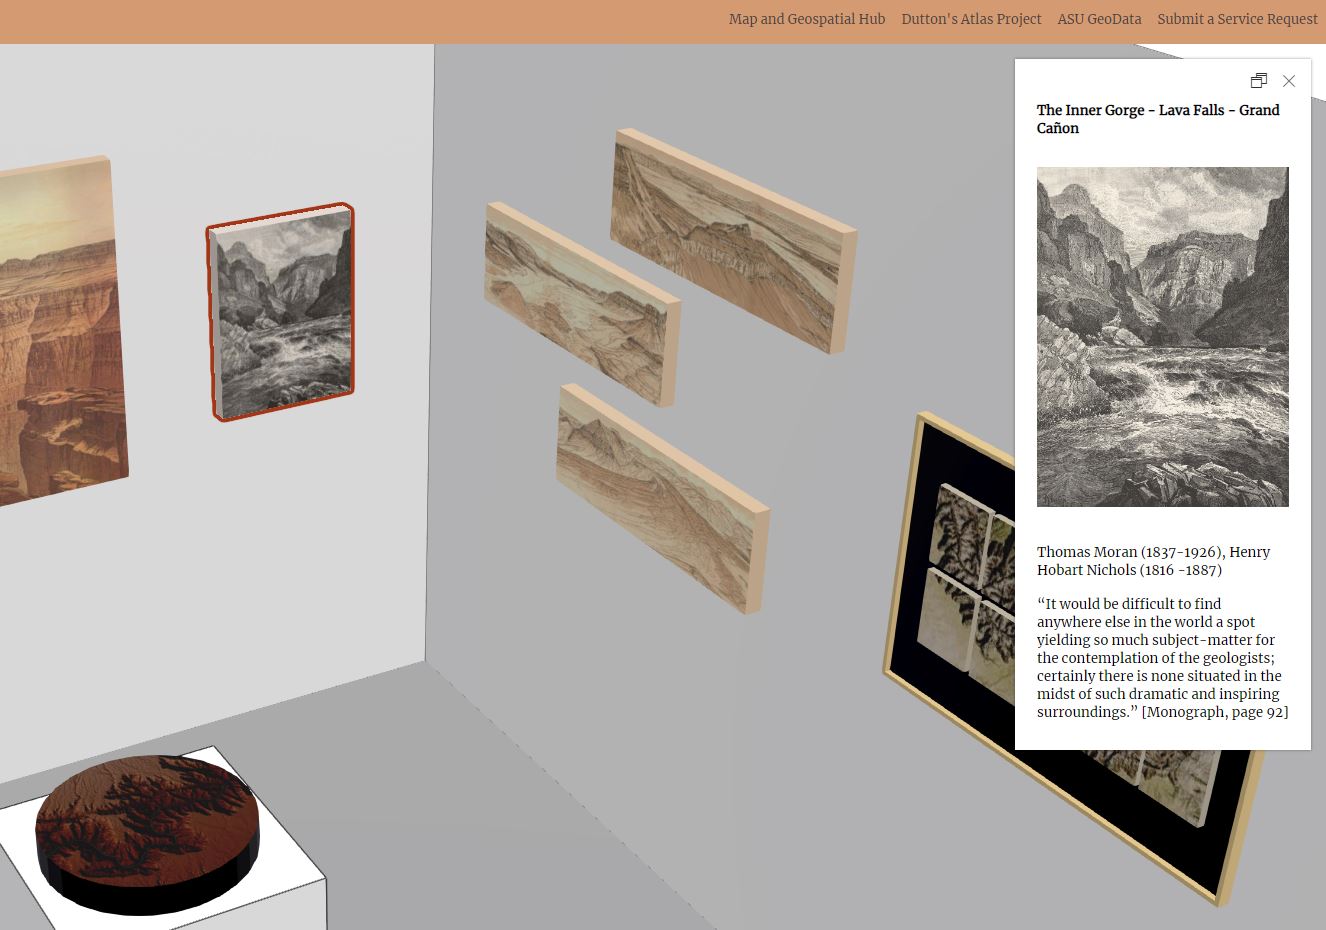 Map and Geospatial Hub Dutton's Atlas Project ASU GeoData Submit a Service Request
The Inner Gorge - Lava Falls - Grand
Cañon
Thomas Moran (1837-1926), Henry
Hobart Nichols (1816 -1887)
“It would be difficult to find
anywhere else in the world a spot
yielding so much subject-matter for
the contemplation of the geologists;
certainly there is none situated in the
midst of such dramatic and inspiring
surroundings.” [Monograph, page 92]